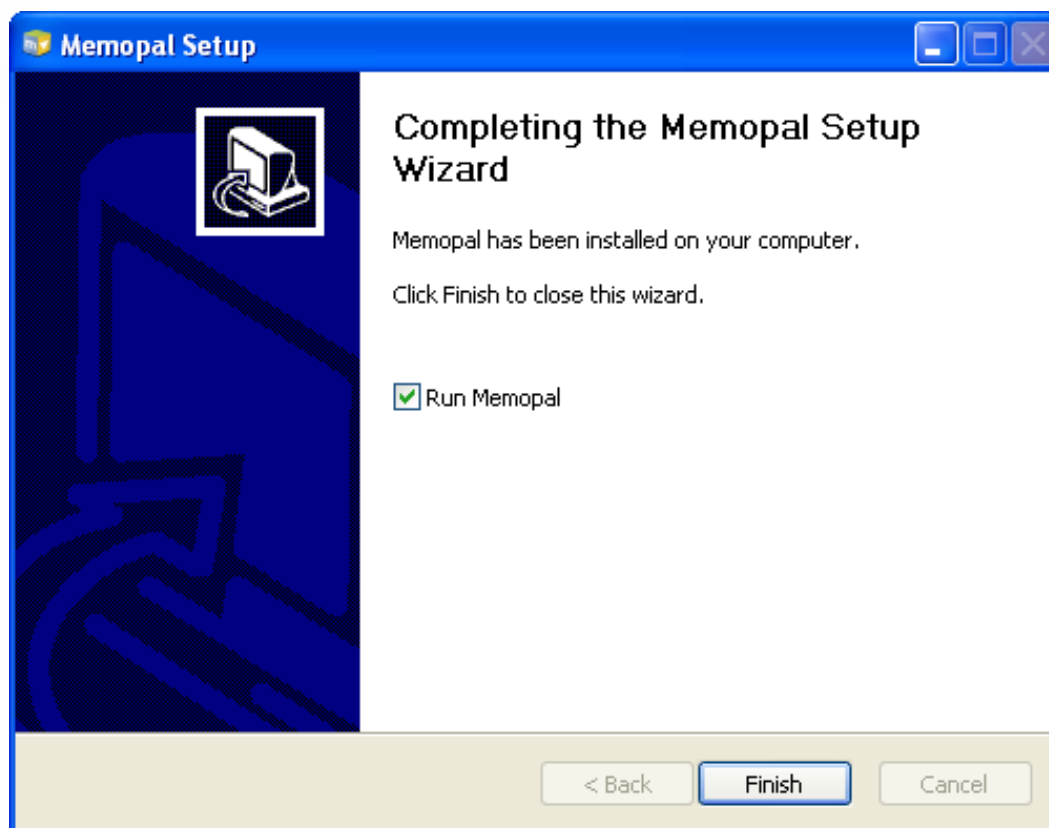 Memopal Setup
Completing the Memopal Setup
Wizard
Memopal has been installed on your computer.
Click Finish to close this wizard.
Run Memopal
< Back
Finish
Cancel